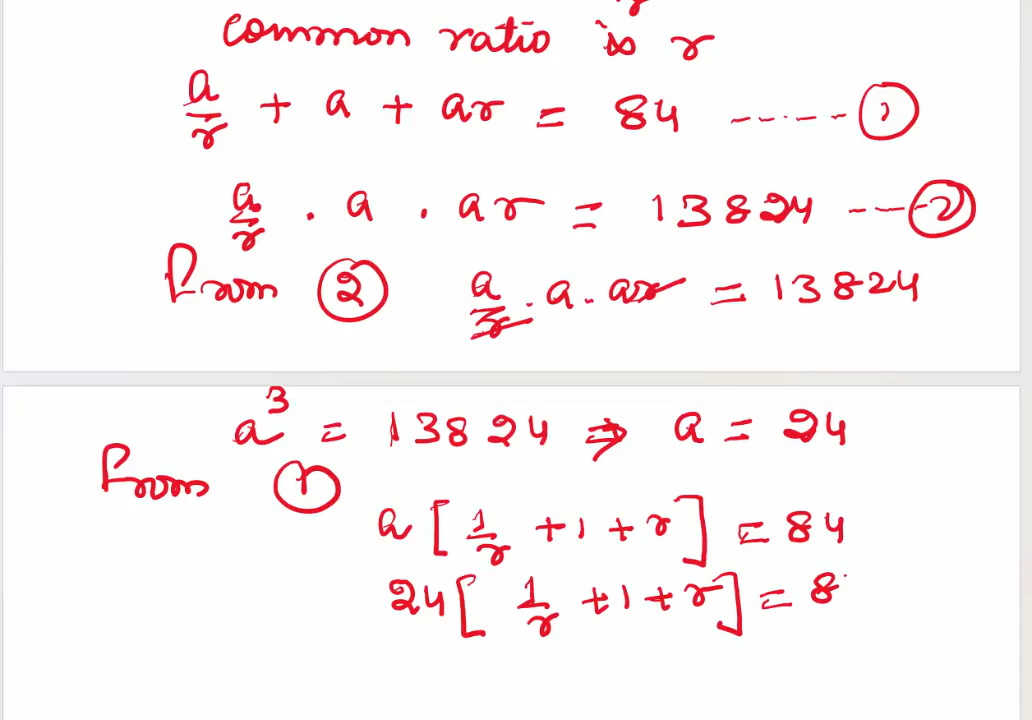 common ratio is r
a/r + a + ar = 84 ------ ①
a/r . a . ar = 13824 --- ②
From ② a/r . a . ar = 13824
a³ = 13824 ⇒ a = 24
From ①
a [ 1/r + 1 + r ] = 84
24 [ 1/r + 1 + r ] = 8